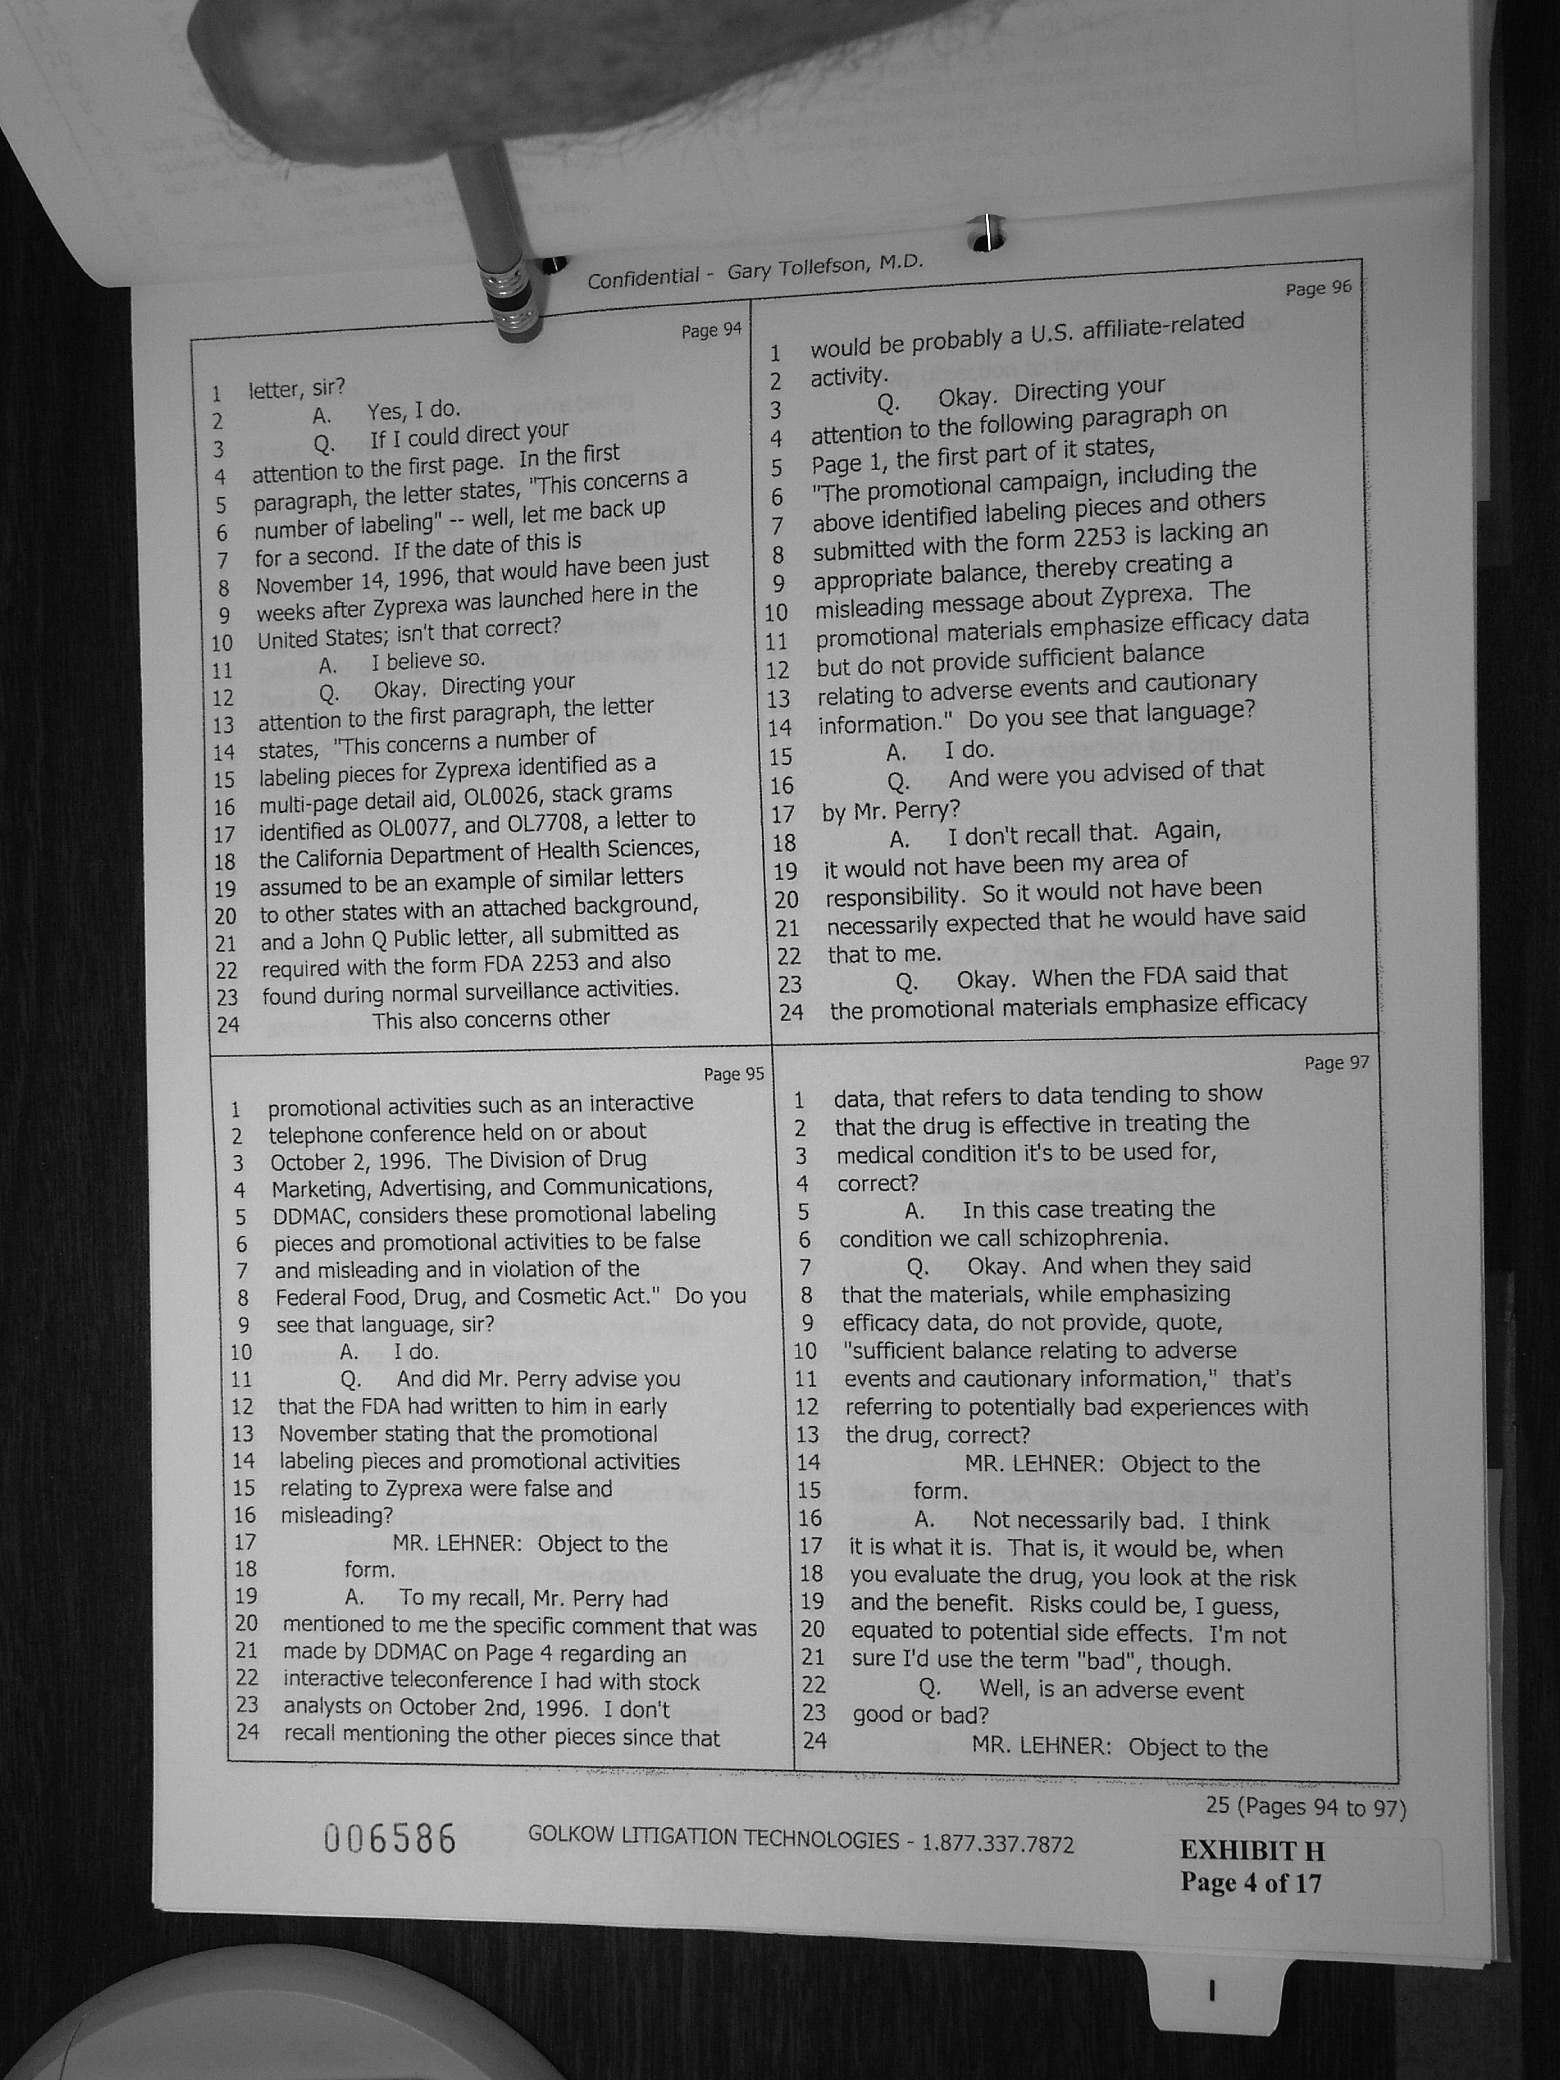 Confidential - Gary Tollefson, M.D.
Page 94
1 letter, sir?
2 A. Yes, I do.
3 Q. If I could direct your
4 attention to the first page. In the first
5 paragraph, the letter states, "This concerns a
6 number of labeling" -- well, let me back up
7 for a second. If the date of this is
8 November 14, 1996, that would have been just
9 weeks after Zyprexa was launched here in the
10 United States; isn't that correct?
11 A. I believe so.
12 Q. Okay. Directing your
13 attention to the first paragraph, the letter
14 states, "This concerns a number of
15 labeling pieces for Zyprexa identified as a
16 multi-page detail aid, OL0026, stack grams
17 identified as OL0077, and OL7708, a letter to
18 the California Department of Health Sciences,
19 assumed to be an example of similar letters
20 to other states with an attached background,
21 and a John Q Public letter, all submitted as
22 required with the form FDA 2253 and also
23 found during normal surveillance activities.
24 This also concerns other
Page 95
1 promotional activities such as an interactive
2 telephone conference held on or about
3 October 2, 1996. The Division of Drug
4 Marketing, Advertising, and Communications,
5 DDMAC, considers these promotional labeling
6 pieces and promotional activities to be false
7 and misleading and in violation of the
8 Federal Food, Drug, and Cosmetic Act." Do you
9 see that language, sir?
10 A. I do.
11 Q. And did Mr. Perry advise you
12 that the FDA had written to him in early
13 November stating that the promotional
14 labeling pieces and promotional activities
15 relating to Zyprexa were false and
16 misleading?
17 MR. LEHNER: Object to the
18 form.
19 A. To my recall, Mr. Perry had
20 mentioned to me the specific comment that was
21 made by DDMAC on Page 4 regarding an
22 interactive teleconference I had with stock
23 analysts on October 2nd, 1996. I don't
24 recall mentioning the other pieces since that
Page 96
1 would be probably a U.S. affiliate-related
2 activity.
3 Q. Okay. Directing your
4 attention to the following paragraph on
5 Page 1, the first part of it states,
6 "The promotional campaign, including the
7 above identified labeling pieces and others
8 submitted with the form 2253 is lacking an
9 appropriate balance, thereby creating a
10 misleading message about Zyprexa. The
11 promotional materials emphasize efficacy data
12 but do not provide sufficient balance
13 relating to adverse events and cautionary
14 information." Do you see that language?
15 A. I do.
16 Q. And were you advised of that
17 by Mr. Perry?
18 A. I don't recall that. Again,
19 it would not have been my area of
20 responsibility. So it would not have been
21 necessarily expected that he would have said
22 that to me.
23 Q. Okay. When the FDA said that
24 the promotional materials emphasize efficacy
Page 97
1 data, that refers to data tending to show
2 that the drug is effective in treating the
3 medical condition it's to be used for,
4 correct?
5 A. In this case treating the
6 condition we call schizophrenia.
7 Q. Okay. And when they said
8 that the materials, while emphasizing
9 efficacy data, do not provide, quote,
10 "sufficient balance relating to adverse
11 events and cautionary information," that's
12 referring to potentially bad experiences with
13 the drug, correct?
14 MR. LEHNER: Object to the
15 form.
16 A. Not necessarily bad. I think
17 it is what it is. That is, it would be, when
18 you evaluate the drug, you look at the risk
19 and the benefit. Risks could be, I guess,
20 equated to potential side effects. I'm not
21 sure I'd use the term "bad", though.
22 Q. Well, is an adverse event
23 good or bad?
24 MR. LEHNER: Object to the
25 (Pages 94 to 97)
006586
GOLKOW LITIGATION TECHNOLOGIES - 1.877.337.7872
EXHIBIT H
Page 4 of 17
I